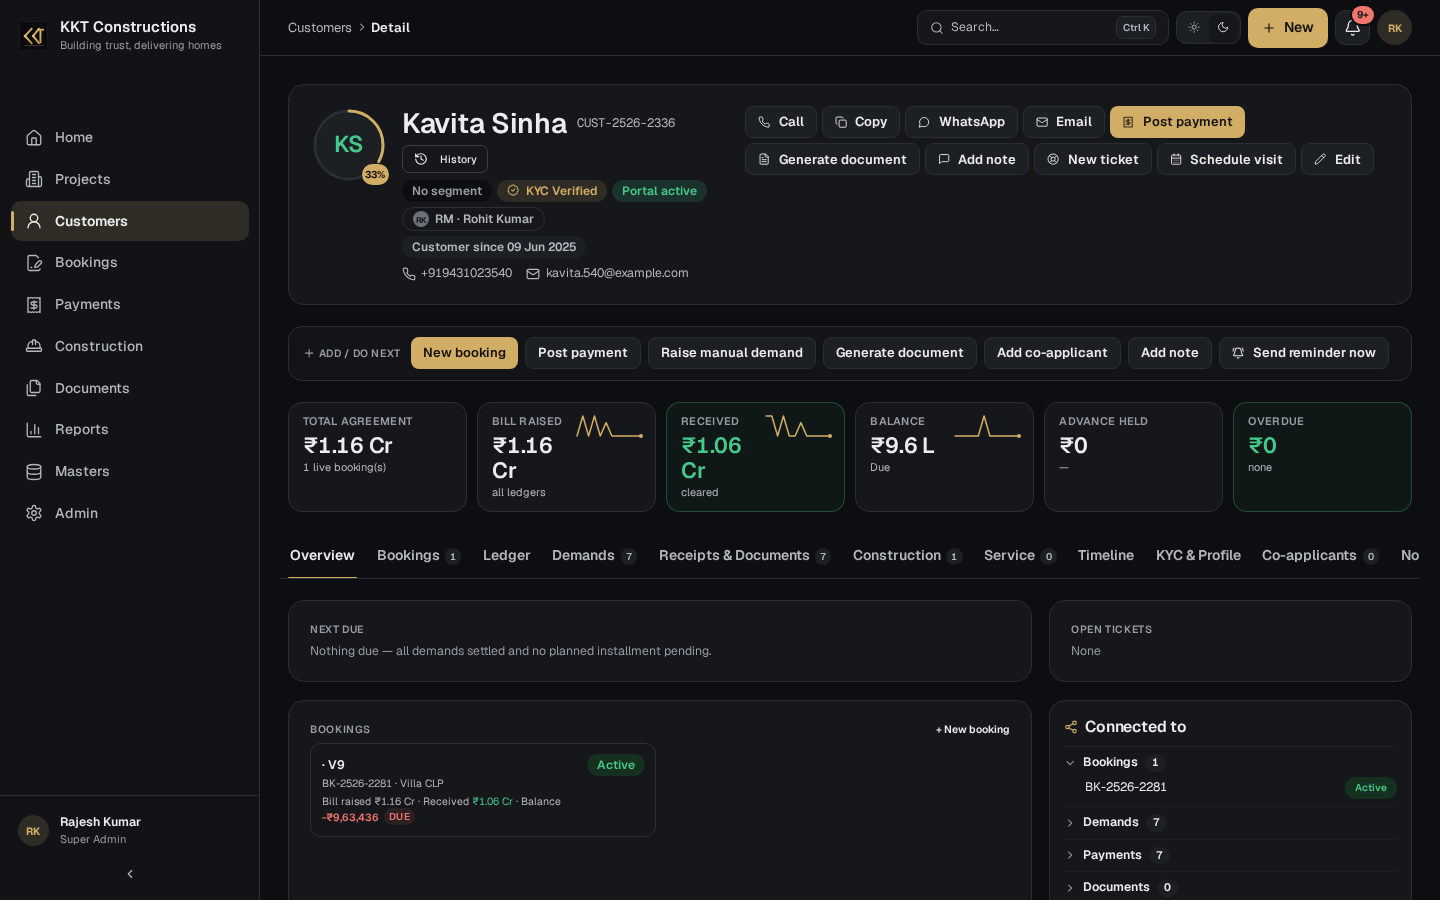 KKT Constructions
Building trust, delivering homes
Home
Projects
Customers
Bookings
Payments
Construction
Documents
Reports
Masters
Admin
RK
Rajesh Kumar
Super Admin
Customers > Detail
Search...
Ctrl K
+ New
9+
RK
KS
33%
Kavita Sinha CUST-2526-2336
History
No segment KYC Verified Portal active
RK RM · Rohit Kumar
Customer since 09 Jun 2025
+919431023540 kavita.540@example.com
Call Copy WhatsApp Email Post payment
Generate document Add note New ticket Schedule visit Edit
+ ADD / DO NEXT New booking Post payment Raise manual demand Generate document Add co-applicant Add note Send reminder now
TOTAL AGREEMENT
₹1.16 Cr
1 live booking(s)
BILL RAISED
₹1.16
Cr
all ledgers
RECEIVED
₹1.06
Cr
cleared
BALANCE
₹9.6 L
Due
ADVANCE HELD
₹0
—
OVERDUE
₹0
none
Overview Bookings 1 Ledger Demands 7 Receipts & Documents 7 Construction 1 Service 0 Timeline KYC & Profile Co-applicants 0 No
NEXT DUE
Nothing due — all demands settled and no planned installment pending.
OPEN TICKETS
None
BOOKINGS + New booking
· V9 Active
BK-2526-2281 · Villa CLP
Bill raised ₹1.16 Cr · Received ₹1.06 Cr · Balance
-₹9,63,436 DUE
Connected to
Bookings 1
BK-2526-2281 Active
Demands 7
Payments 7
Documents 0